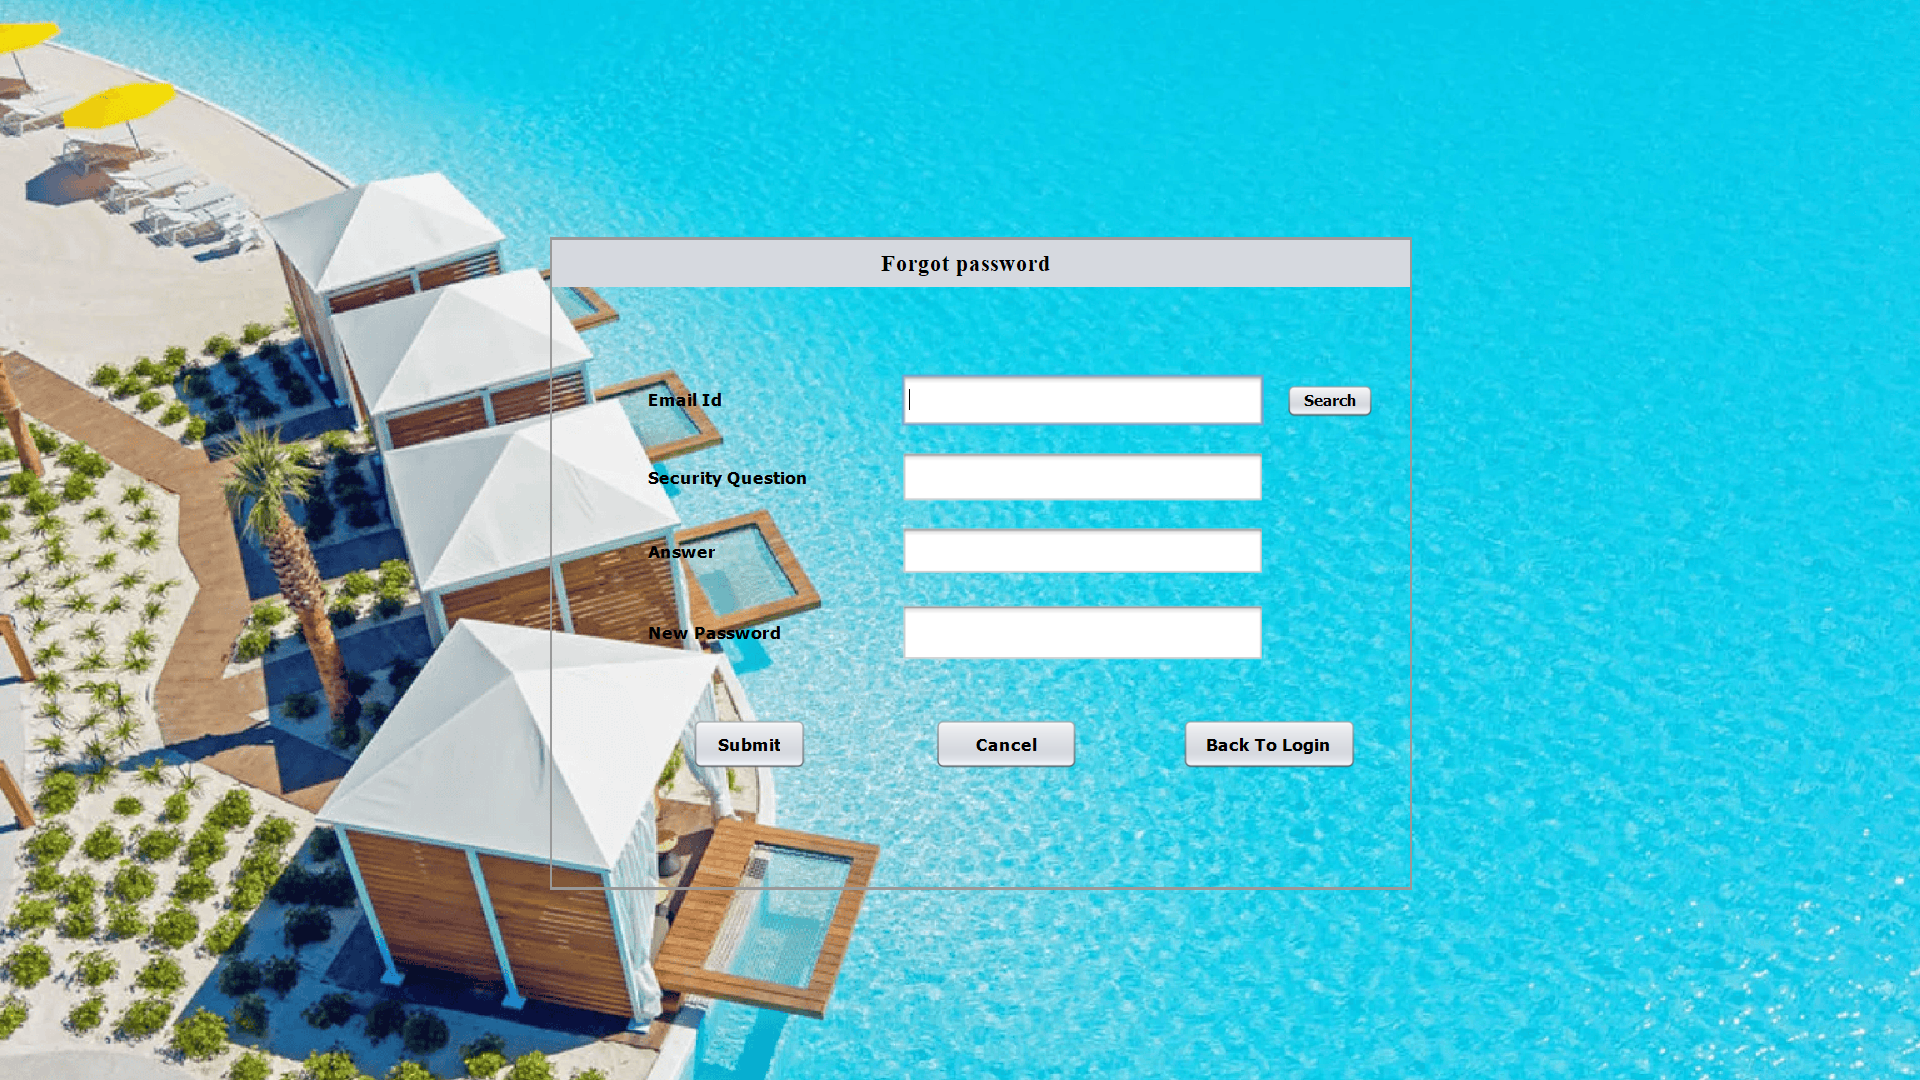 Forgot password
Email Id
Search
Security Question
Answer
New Password
Submit
Cancel
Back To Login